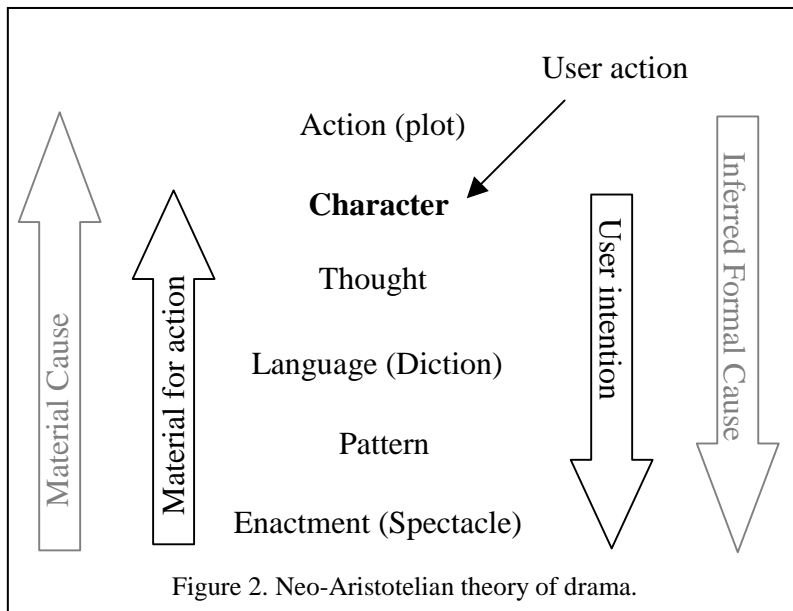 User action
Action (plot)
Character
Thought
Language (Diction)
Pattern
Enactment (Spectacle)
Material Cause
Material for action
User intention
Inferred Formal Cause
Figure 2. Neo-Aristotelian theory of drama.